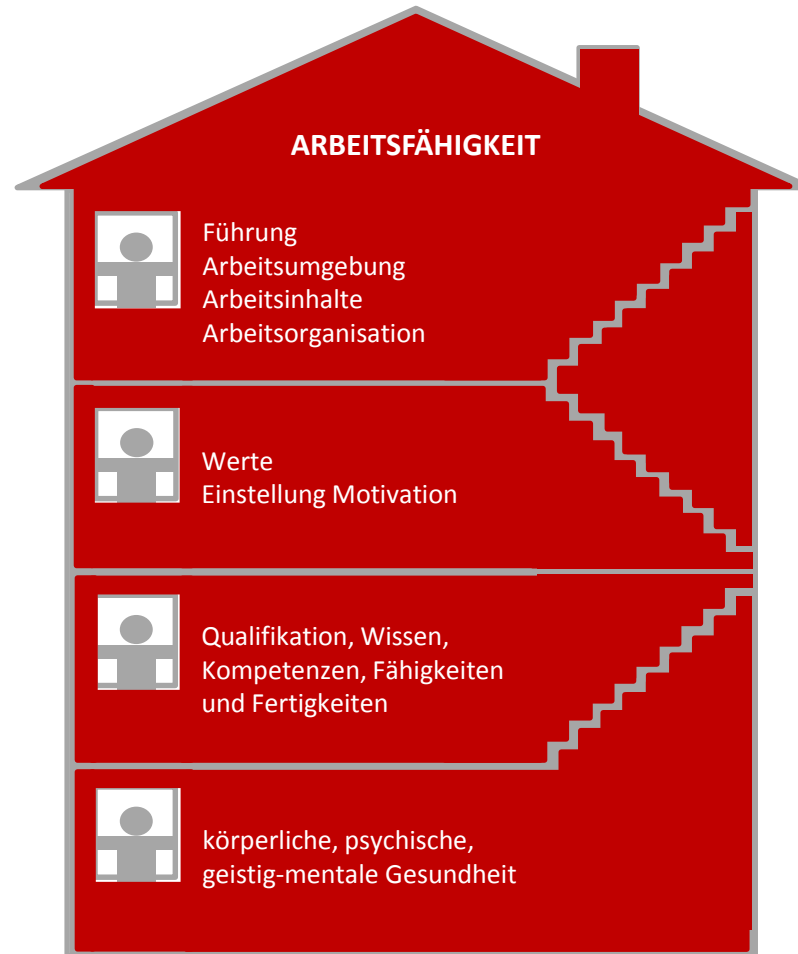 ARBEITSFÄHIGKEIT
Führung
Arbeitsumgebung
Arbeitsinhalte
Arbeitsorganisation
Werte
Einstellung Motivation
Qualifikation, Wissen,
Kompetenzen, Fähigkeiten
und Fertigkeiten
körperliche, psychische,
geistig-mentale Gesundheit